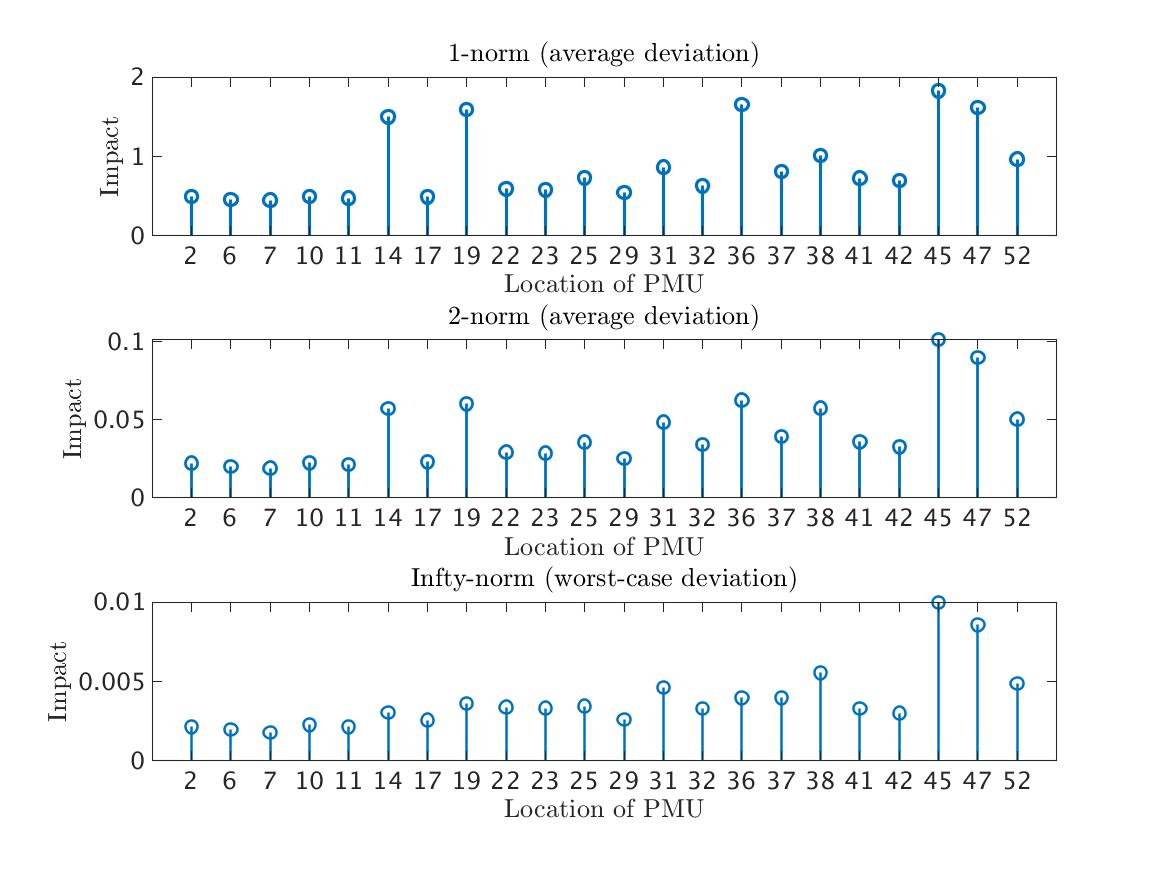 1-norm (average deviation)
2
1
0
Impact
2 6 7 10 11 14 17 19 22 23 25 29 31 32 36 37 38 41 42 45 47 52
Location of PMU
2-norm (average deviation)
0.1
0.05
0
Impact
2 6 7 10 11 14 17 19 22 23 25 29 31 32 36 37 38 41 42 45 47 52
Location of PMU
Infty-norm (worst-case deviation)
0.01
0.005
0
Impact
2 6 7 10 11 14 17 19 22 23 25 29 31 32 36 37 38 41 42 45 47 52
Location of PMU